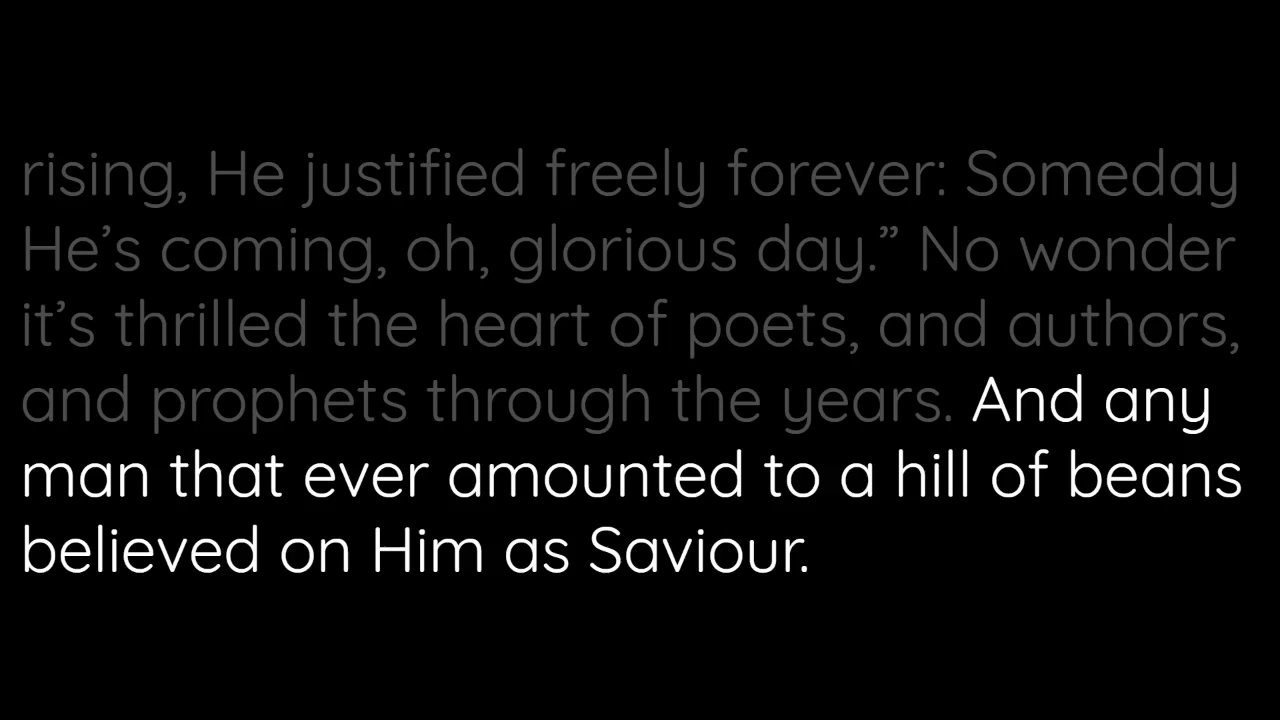 rising, He justified freely forever: Someday
He’s coming, oh, glorious day.” No wonder
it’s thrilled the heart of poets, and authors,
and prophets through the years. And any
man that ever amounted to a hill of beans
believed on Him as Saviour.